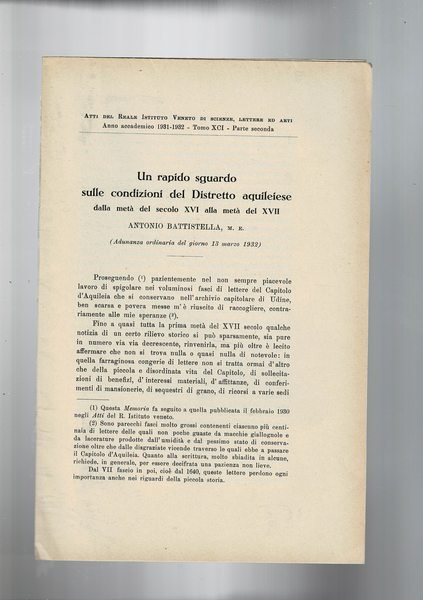 ATTI DEL REALE ISTITUTO VENETO DI SCIENZE, LETTERE ED ARTI
Anno accademico 1931-1932 - Tomo XCI - Parte seconda
Un rapido sguardo
sulle condizioni del Distretto aquileiese
dalla metà del secolo XVI alla metà del XVII
ANTONIO BATTISTELLA, M. E.
(Adunanza ordinaria del giorno 13 marzo 1932)
Proseguendo (1) pazientemente nel non sempre piacevole
lavoro di spigolare nei voluminosi fasci di lettere del Capitolo
d'Aquileia che si conservano nell'archivio capitolare di Udine,
ben scarsa e povera messe m'è riuscito di raccogliere, contra-
riamente alle mie speranze (2).
Fino a quasi tutta la prima metà del XVII secolo qualche
notizia di un certo rilievo storico si può sparsamente, sia pure
in numero via via decrescente, rinvenirla, ma più oltre è lecito
affermare che non si trova nulla o quasi nulla di notevole: in
quella farraginosa congerie di lettere non si tratta ormai d'altro
che della piccola e disordinata vita del Capitolo, di sollecita-
zioni di benefizî, d'interessi materiali, d'affittanze, di conferi-
menti di mansionerie, di sequestri di grano, di ricorsi a varie sedi
(1) Questa Memoria fa seguito a quella pubblicata il febbraio 1930
negli Atti del R. Istituto veneto.
(2) Sono parecchi fasci molto grossi contenenti ciascuno più centi-
naia di lettere delle quali non poche guaste da macchie giallognole e
da lacerature prodotte dall'umidità e dal pessimo stato di conserva-
zione oltre che dalle disgraziate vicende traverso le quali ebbe a passare
il Capitolo d'Aquileia. Quanto alla scrittura, molto sbiadita in alcune,
richiede, in generale, per essere decifrata una pazienza non lieve.
Dal VII fascio in poi, cioè dal 1640, queste lettere perdono ogni
importanza anche nei riguardi della piccola storia.